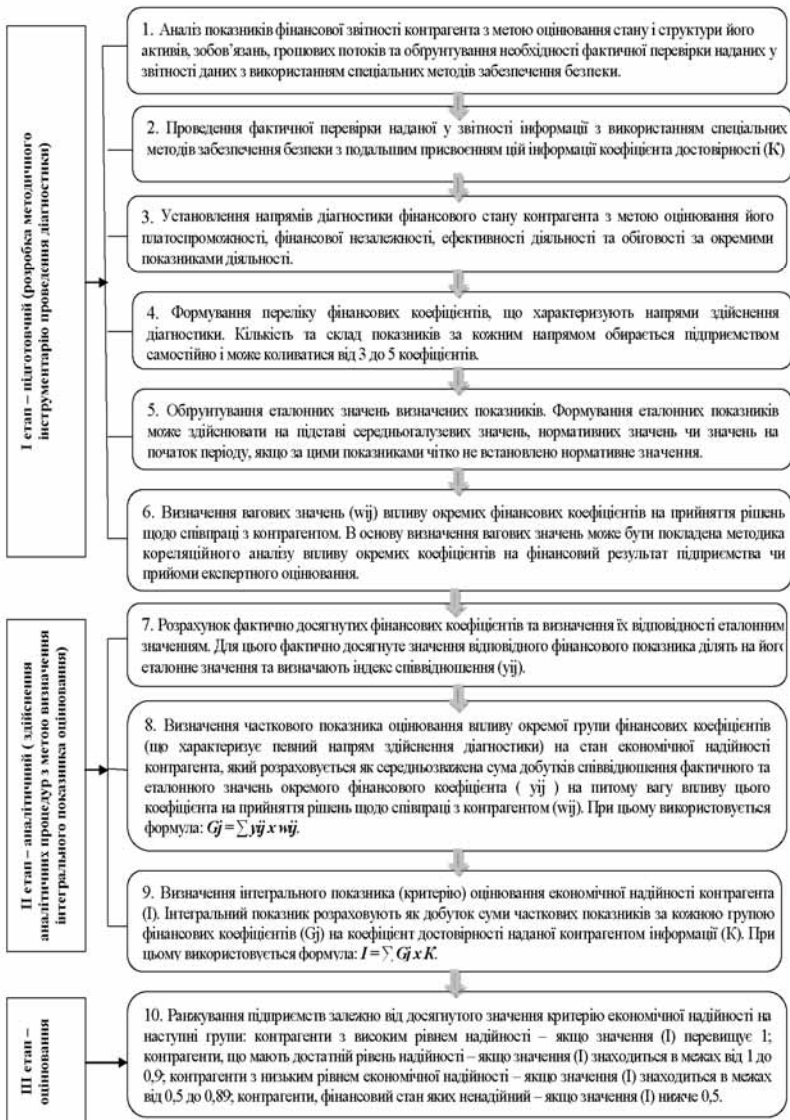 I етап – підготовчий (розробка методичного
інструментарію проведення діагностики)
1. Аналіз показників фінансової звітності контрагента з метою оцінювання стану і структури його
активів, зобов’язань, грошових потоків та обґрунтування необхідності фактичної перевірки наданих у
звітності даних з використанням спеціальних методів забезпечення безпеки.
2. Проведення фактичної перевірки наданої у звітності інформації з використанням спеціальних
методів забезпечення безпеки з подальшим присвоєнням цій інформації коефіцієнта достовірності (К)
3. Установлення напрямів діагностики фінансового стану контрагента з метою оцінювання його
платоспроможності, фінансової незалежності, ефективності діяльності та обіговості за окремими
показниками діяльності.
4. Формування переліку фінансових коефіцієнтів, що характеризують напрями здійснення
діагностики. Кількість та склад показників за кожним напрямом обирається підприємством
самостійно і може коливатися від 3 до 5 коефіцієнтів.
5. Обґрунтування еталонних значень визначених показників. Формування еталонних показників
може здійснювати на підставі середньогалузевих значень, нормативних значень чи значень на
початок періоду, якщо за цими показниками чітко не встановлено нормативне значення.
6. Визначення вагових значень (wij) впливу окремих фінансових коефіцієнтів на прийняття рішень
щодо співпраці з контрагентом. В основу визначення вагових значень може бути покладена методика
кореляційного аналізу впливу окремих коефіцієнтів на фінансовий результат підприємства чи
прийоми експертного оцінювання.
II етап – аналітичний (здійснення
аналітичних процедур з метою визначення
інтегрального показника оцінювання)
7. Розрахунок фактично досягнутих фінансових коефіцієнтів та визначення їх відповідності еталонним
значенням. Для цього фактично досягнуте значення відповідного фінансового показника ділять на його
еталонне значення та визначають індекс співвідношення (yij).
8. Визначення часткового показника оцінювання впливу окремої групи фінансових коефіцієнтів
(що характеризує певний напрям здійснення діагностики) на стан економічної надійності
контрагента, який розраховується як середньозважена сума добутків співвідношення фактичного та
еталонного значень окремого фінансового коефіцієнта ( yij ) на питому вагу впливу цього
коефіцієнта на прийняття рішень щодо співпраці з контрагентом (wij). При цьому використовується
формула: Gj = ∑ yij x wij.
9. Визначення інтегрального показника (критерію) оцінювання економічної надійності контрагента
(І). Інтегральний показник розраховують як добуток суми часткових показників за кожною групою
фінансових коефіцієнтів (Gj) на коефіцієнт достовірності наданої контрагентом інформації (К). При
цьому використовується формула: I = ∑ Gj x K.
III етап –
оцінювання
10. Ранжування підприємств залежно від досягнутого значення критерію економічної надійності на
наступні групи: контрагенти з високим рівнем надійності – якщо значення (І) перевищує 1;
контрагенти, що мають достатній рівень надійності – якщо значення (І) знаходиться в межах від 1 до
0,9; контрагенти з низьким рівнем економічної надійності – якщо значення (І) знаходиться в межах
від 0,5 до 0,89; контрагенти, фінансовий стан яких ненадійний – якщо значення (І) нижче 0,5.